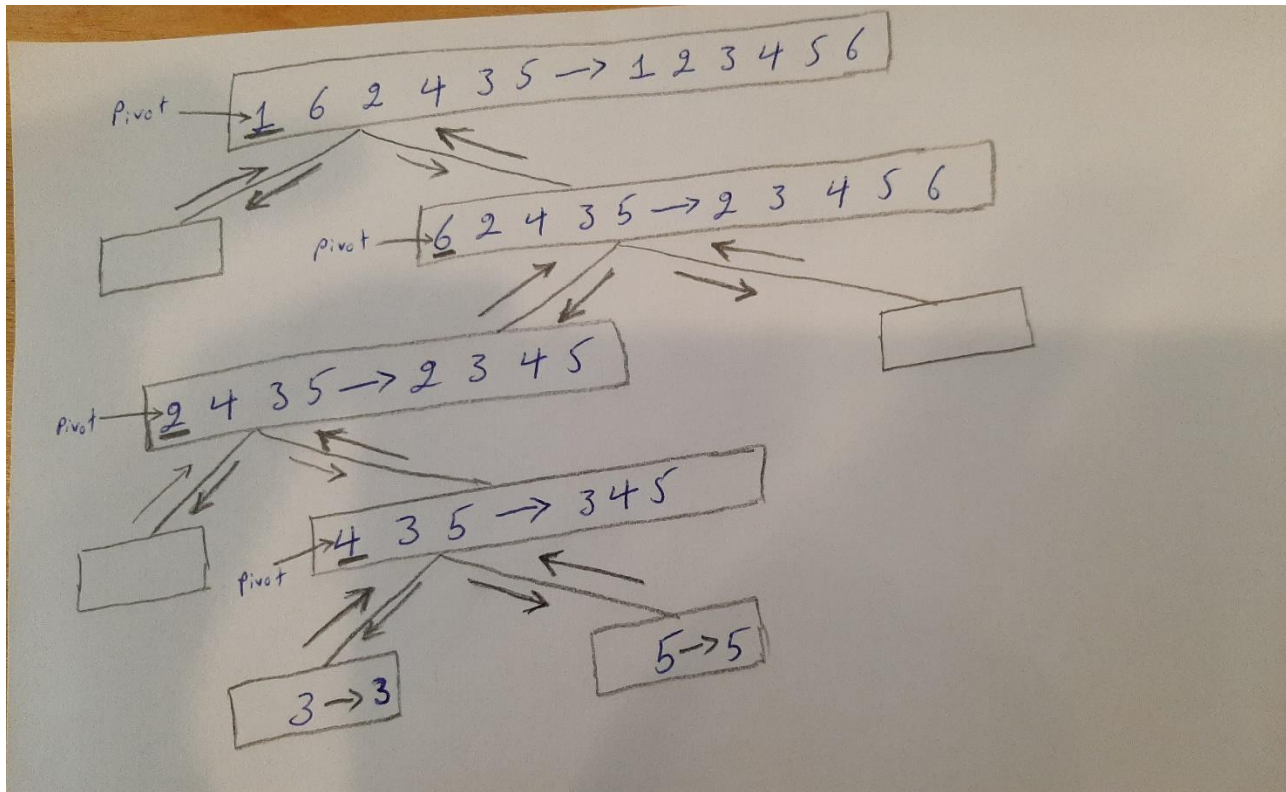 Pivot → 1 6 2 4 3 5 → 1 2 3 4 5 6
Pivot → 6 2 4 3 5 → 2 3 4 5 6
Pivot → 2 4 3 5 → 2 3 4 5
Pivot → 4 3 5 → 3 4 5
3 → 3
5 → 5